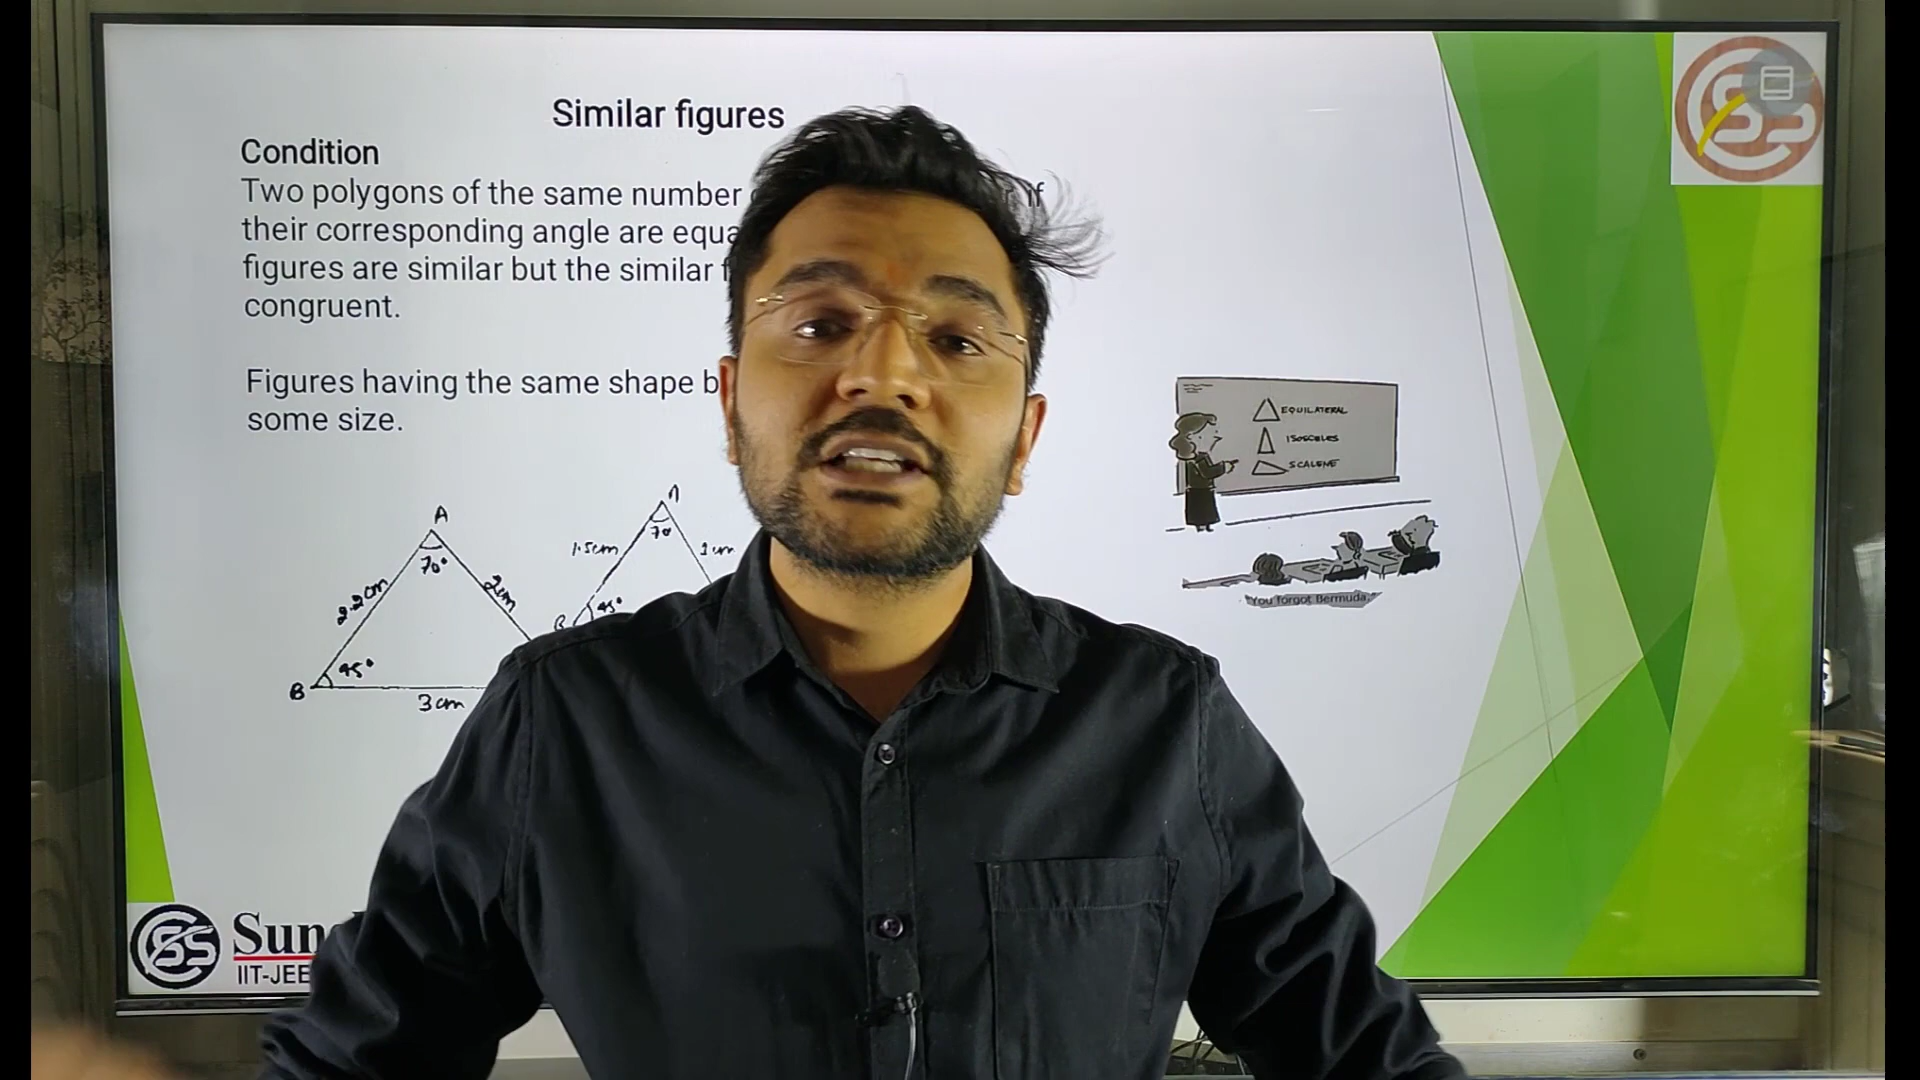 Similar figures
Condition
Two polygons of the same number if
their corresponding angle are equa
figures are similar but the similar f
congruent.
Figures having the same shape b
some size.
A
70°
2.2cm
2cm
B
45°
3cm
A
70
1.5cm
1cm
B
45°
EQUILATERAL
ISOSCELES
SCALENE
"You forgot Bermuda."
Sun
IIT-JEE